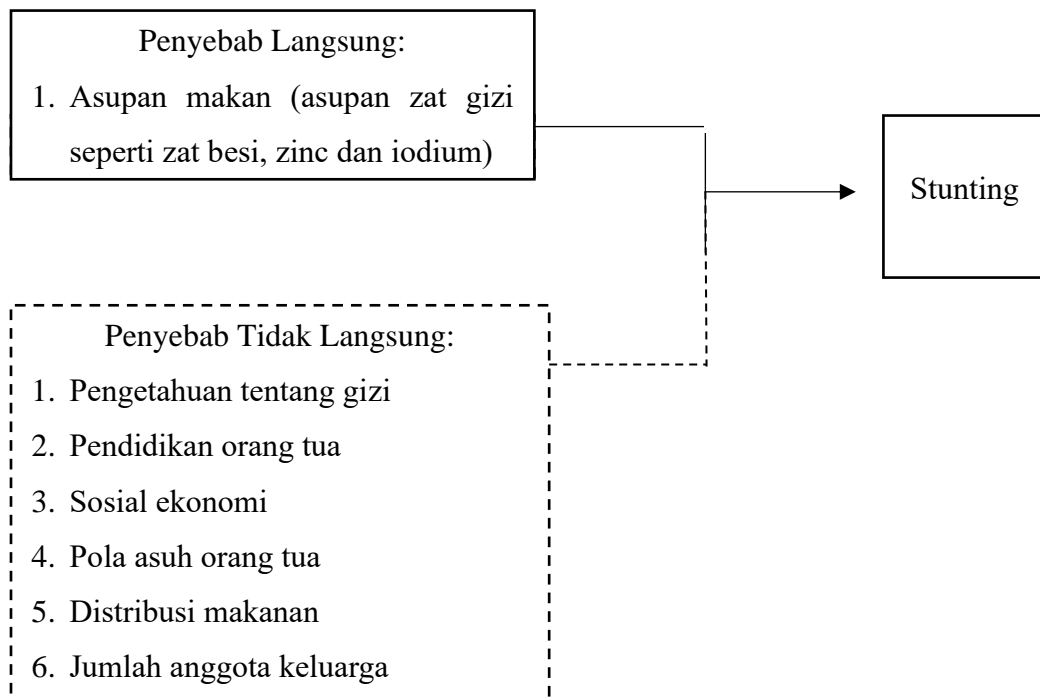 Penyebab Langsung:
1. Asupan makan (asupan zat gizi
seperti zat besi, zinc dan iodium)
Stunting
Penyebab Tidak Langsung:
1. Pengetahuan tentang gizi
2. Pendidikan orang tua
3. Sosial ekonomi
4. Pola asuh orang tua
5. Distribusi makanan
6. Jumlah anggota keluarga